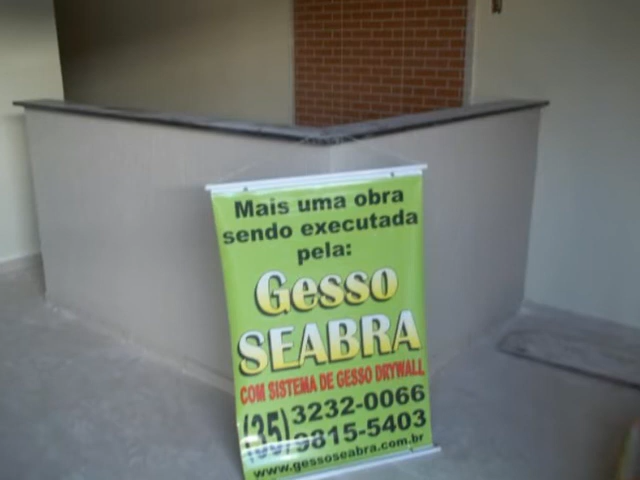 Mais uma obra
sendo executada
pela:
Gesso
SEABRA
COM SISTEMA DE GESSO DRYWALL
(35) 3232-0066
9815-5403
www.gessoseabra.com.br